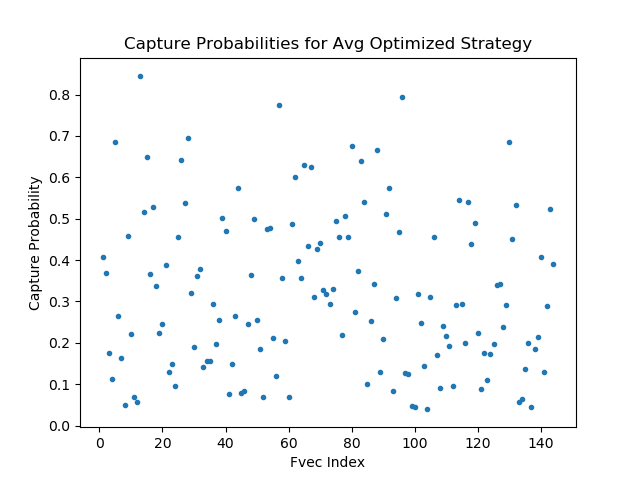 Capture Probabilities for Avg Optimized Strategy
Capture Probability
0.8
0.7
0.6
0.5
0.4
0.3
0.2
0.1
0.0
0 20 40 60 80 100 120 140
Fvec Index